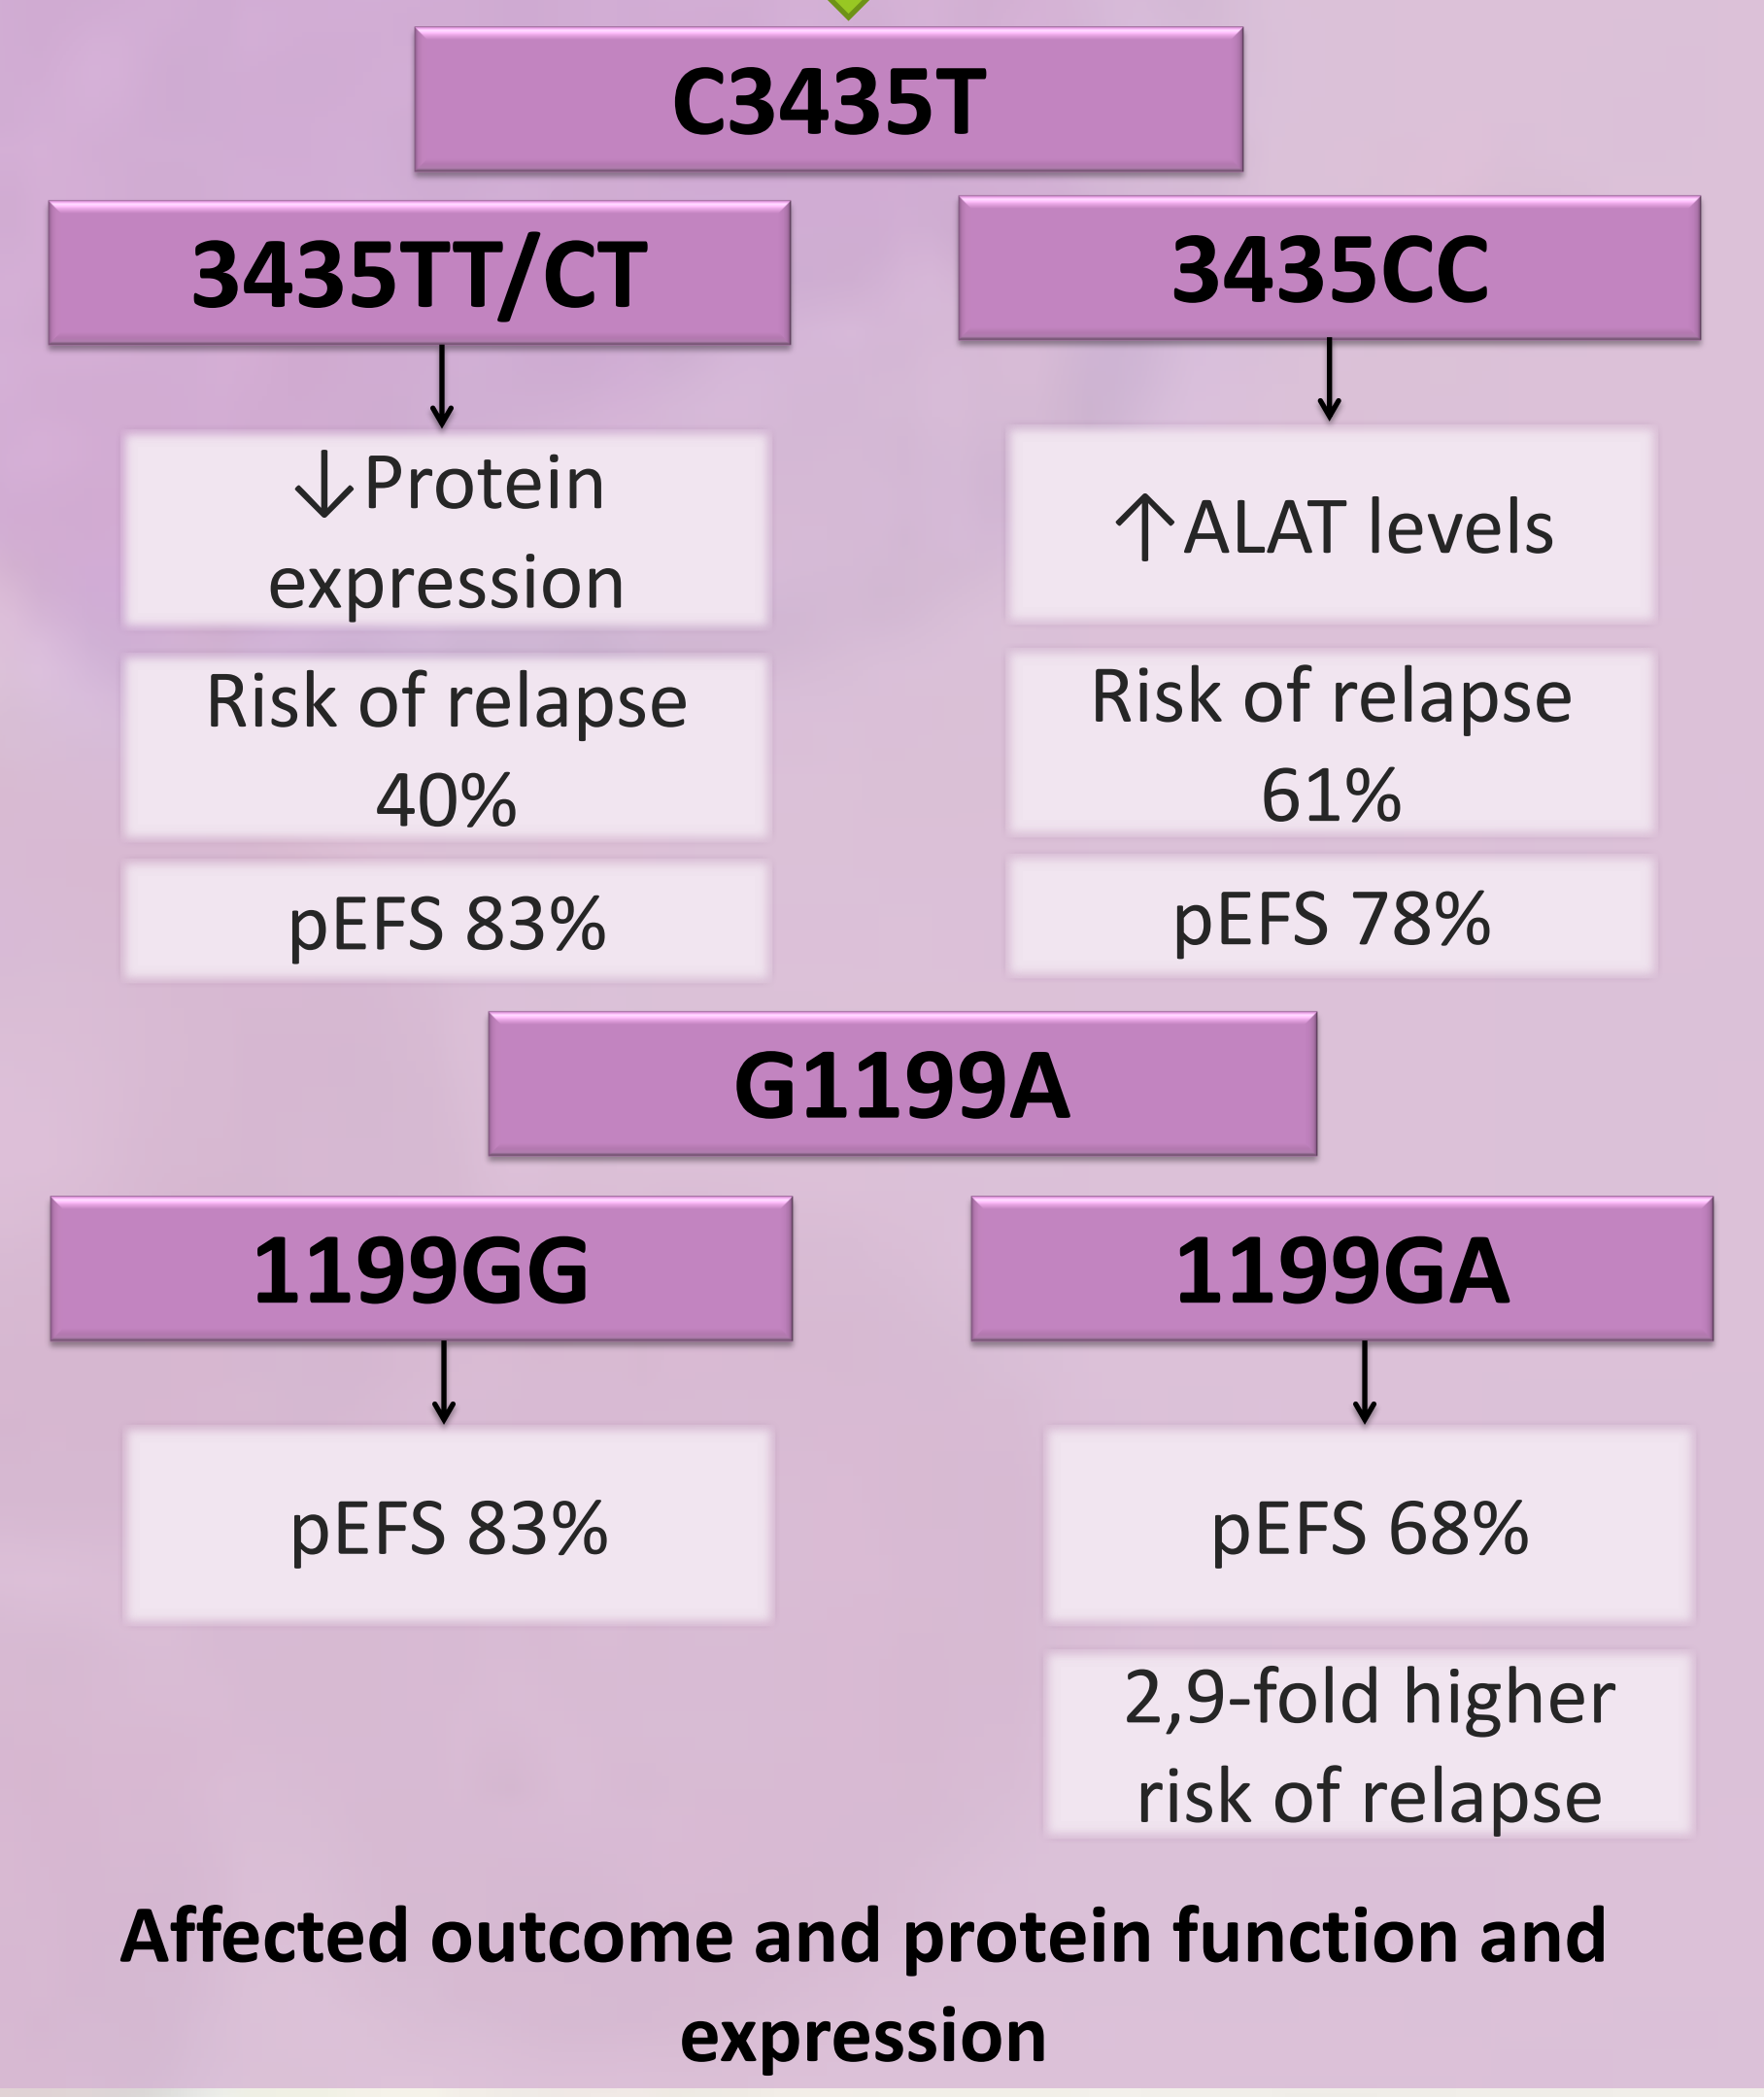 C3435T
3435TT/CT
↓Protein
expression
Risk of relapse
40%
pEFS 83%
3435CC
↑ALAT levels
Risk of relapse
61%
pEFS 78%
G1199A
1199GG
pEFS 83%
1199GA
pEFS 68%
2,9-fold higher
risk of relapse
Affected outcome and protein function and
expression